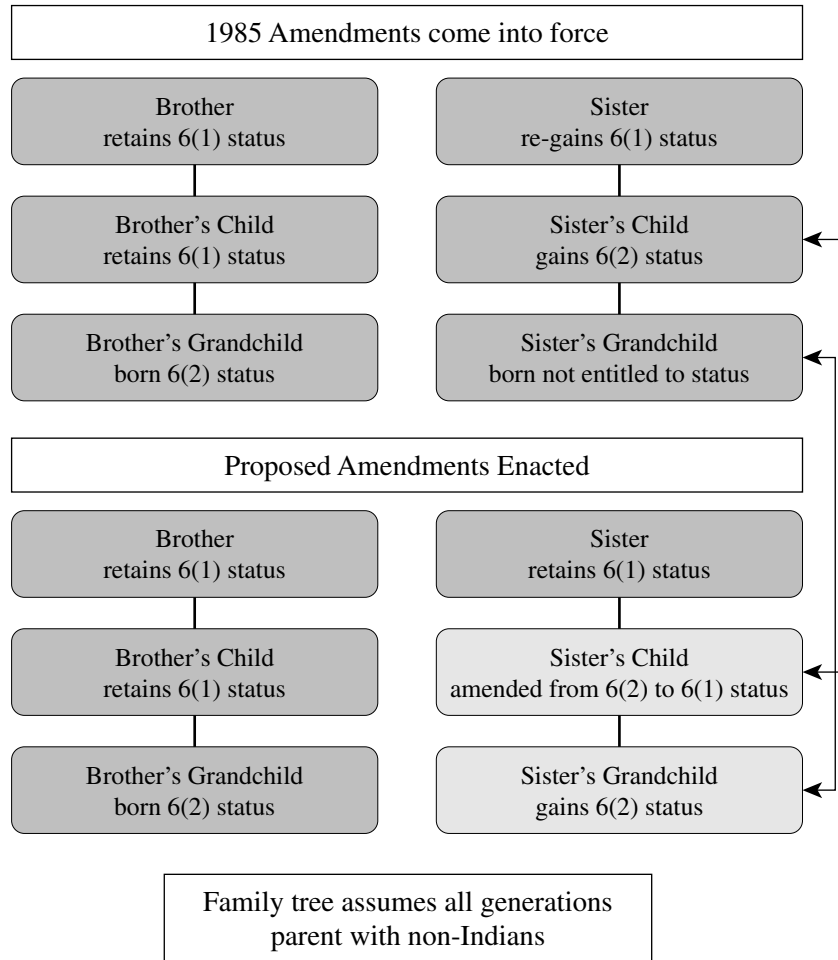 1985 Amendments come into force
Brother
retains 6(1) status
Sister
re-gains 6(1) status
Brother’s Child
retains 6(1) status
Sister’s Child
gains 6(2) status
Brother’s Grandchild
born 6(2) status
Sister’s Grandchild
born not entitled to status
Proposed Amendments Enacted
Brother
retains 6(1) status
Sister
retains 6(1) status
Brother’s Child
retains 6(1) status
Sister’s Child
amended from 6(2) to 6(1) status
Brother’s Grandchild
born 6(2) status
Sister’s Grandchild
gains 6(2) status
Family tree assumes all generations
parent with non-Indians